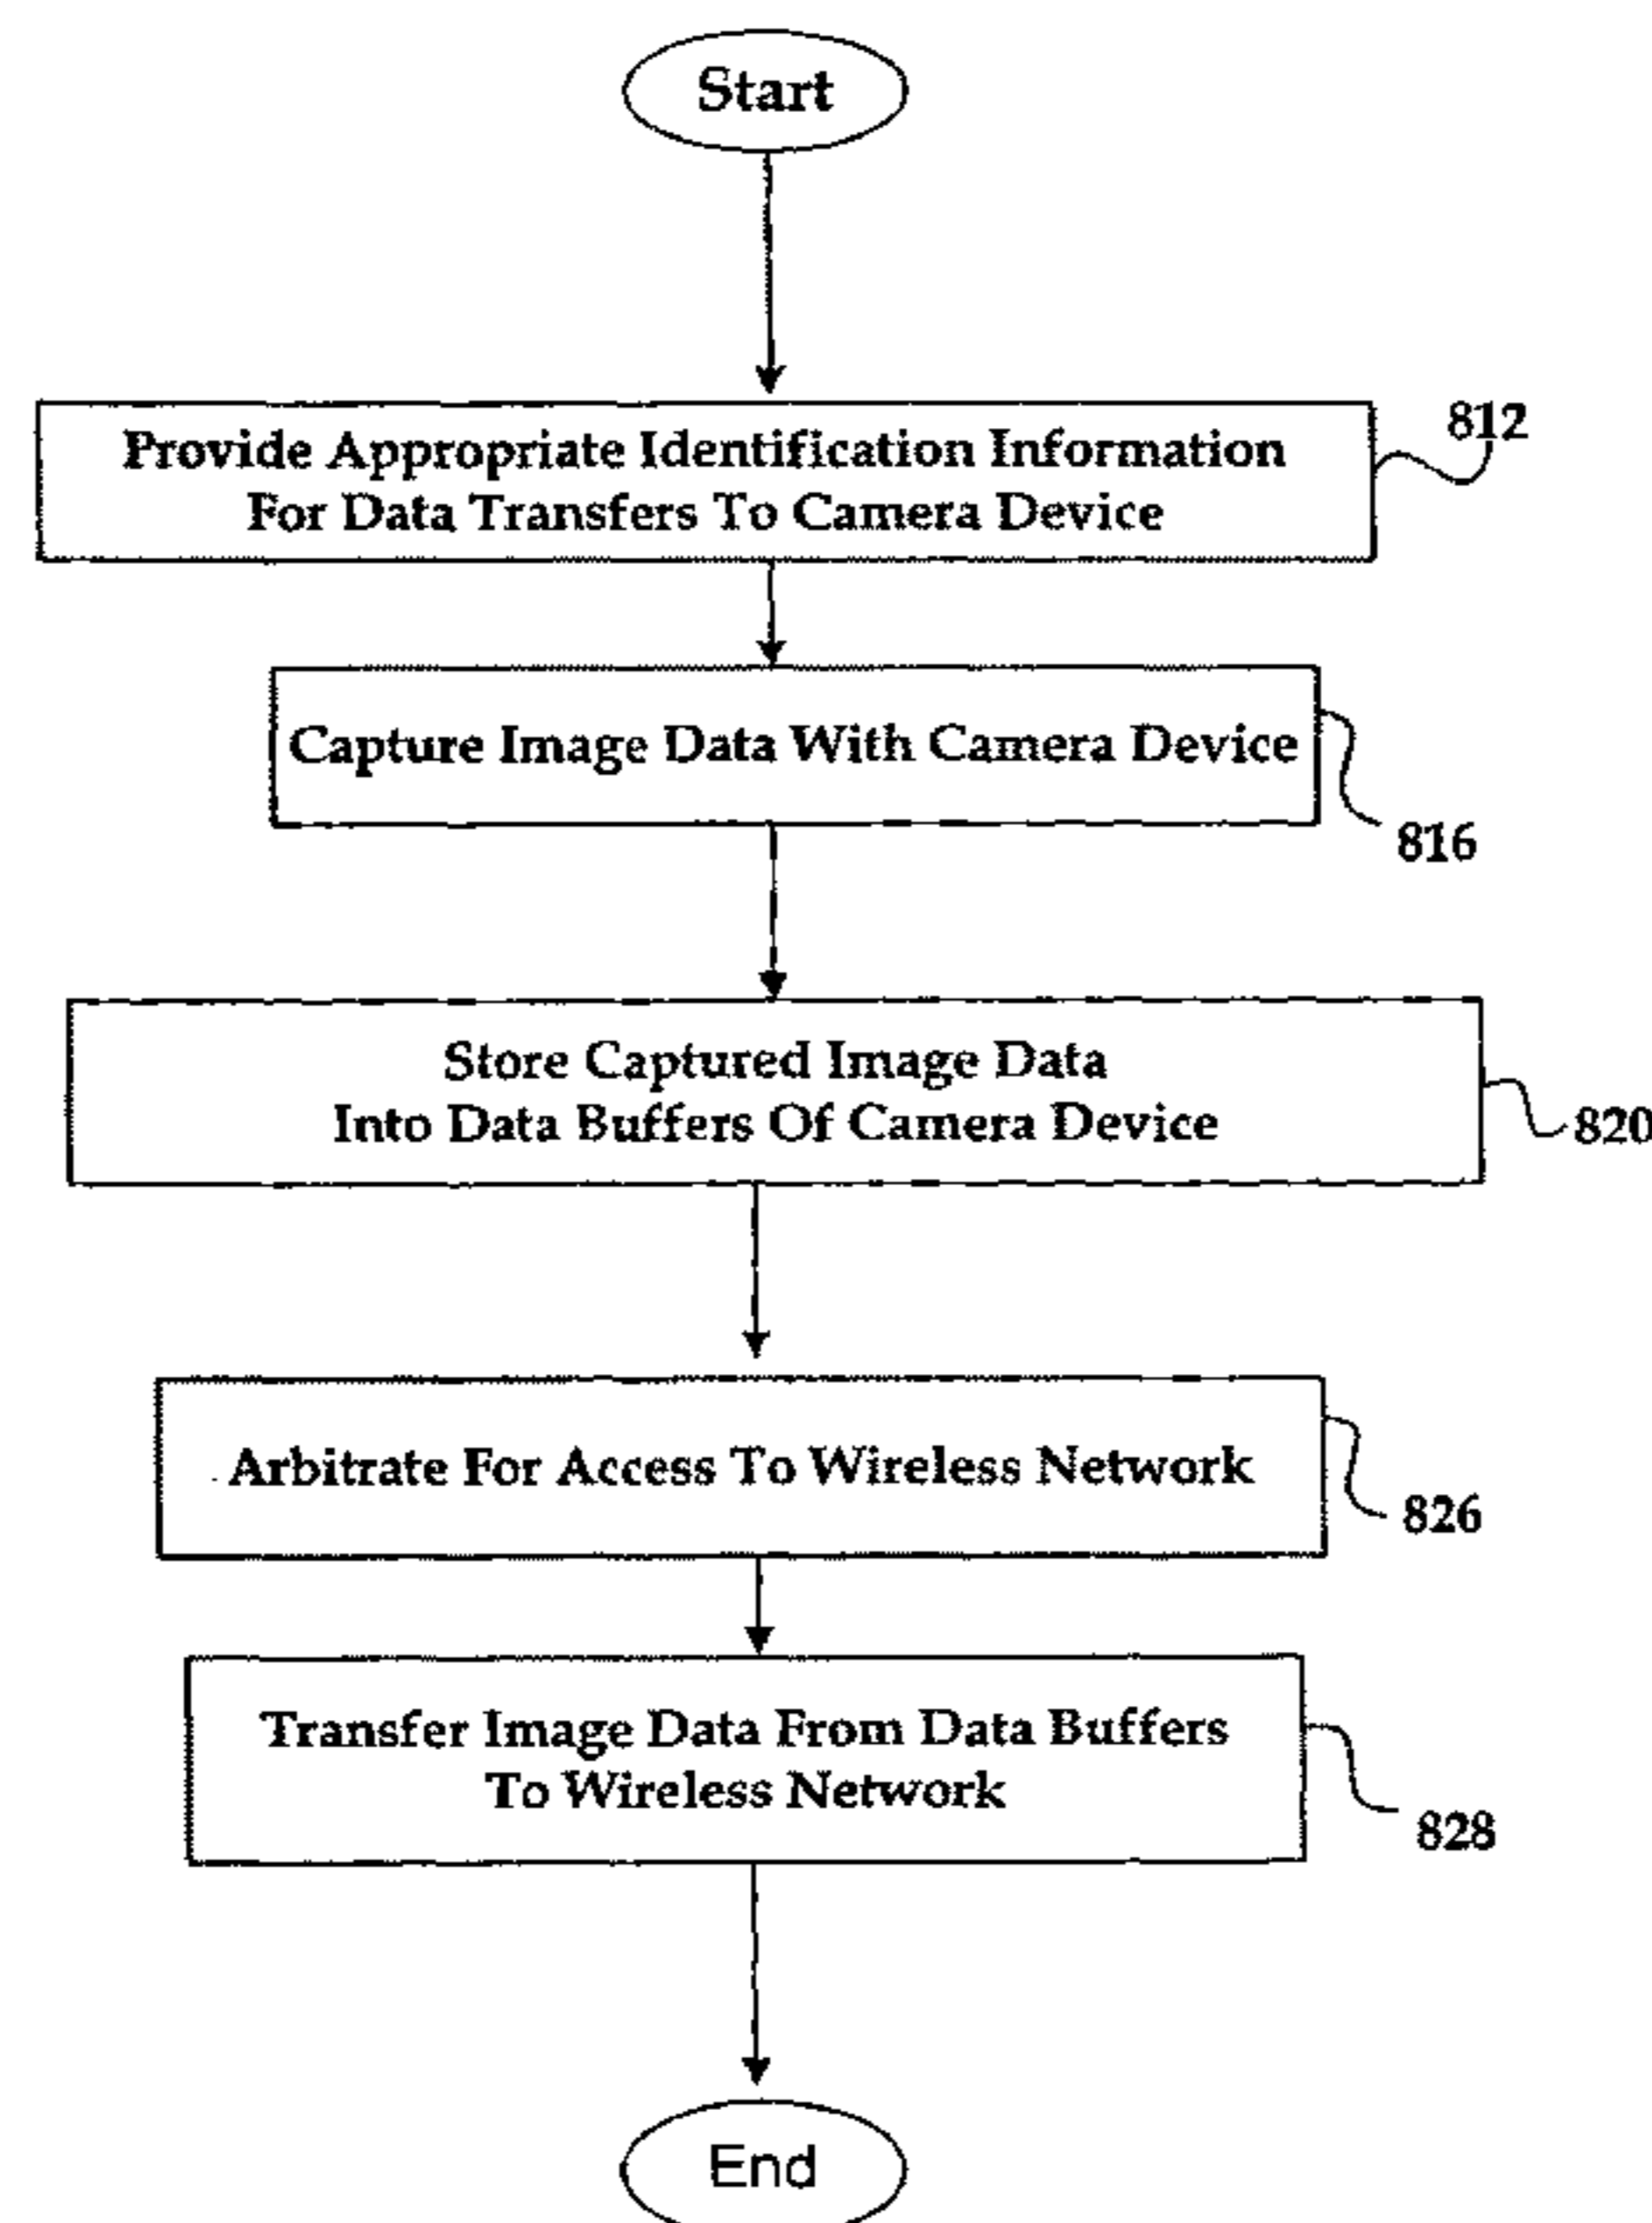 Start
Provide Appropriate Identification Information
For Data Transfers To Camera Device
812
Capture Image Data With Camera Device
816
Store Captured Image Data
Into Data Buffers Of Camera Device
820
Arbitrate For Access To Wireless Network
826
Transfer Image Data From Data Buffers
To Wireless Network
828
End